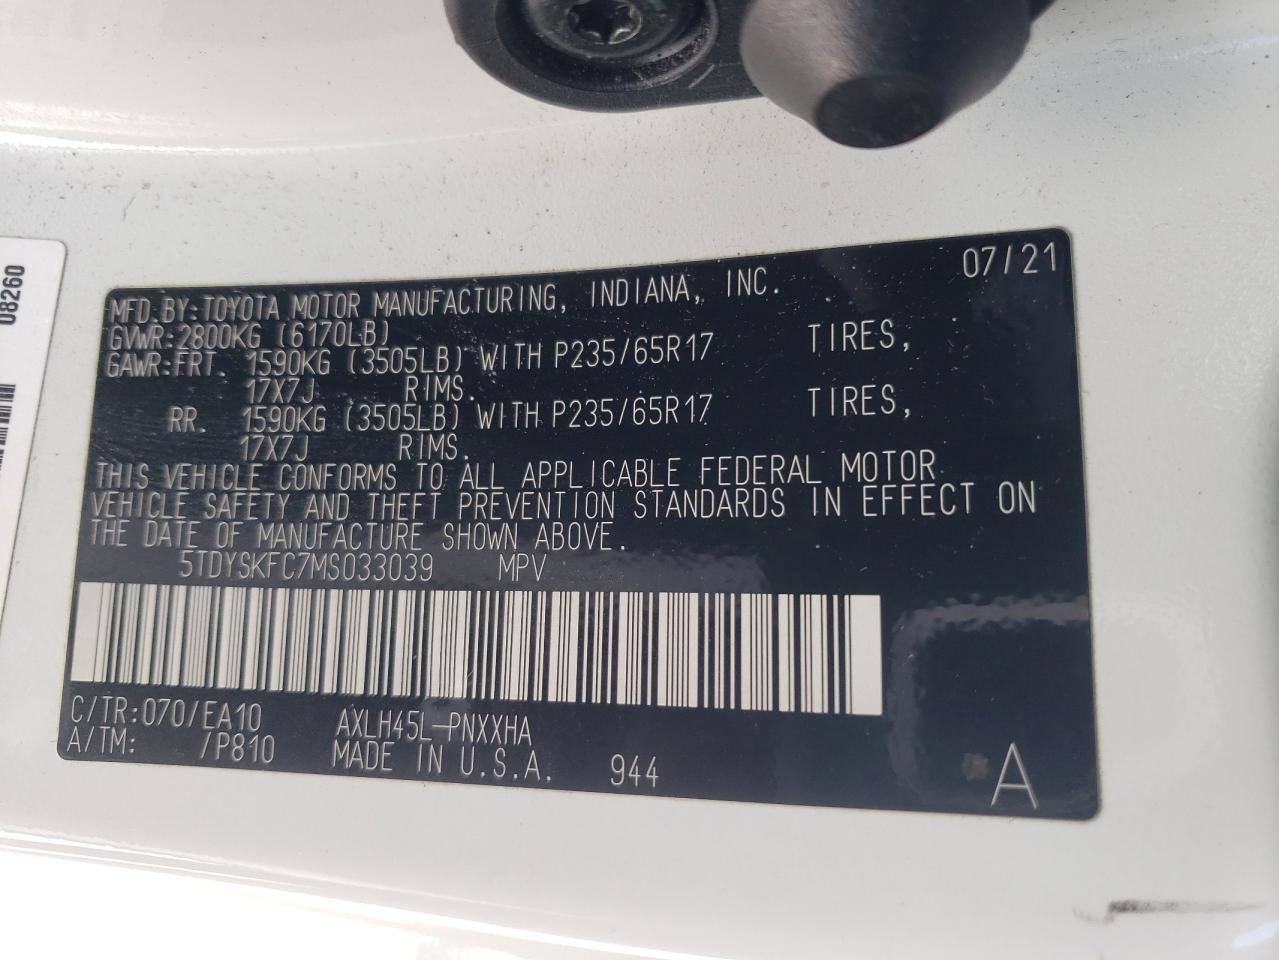 08260
07/21
MFD.BY:TOYOTA MOTOR MANUFACTURING, INDIANA, INC.
GVWR:2800KG (6170LB)
GAWR:FRT. 1590KG (3505LB) WITH P235/65R17 TIRES,
17X7J RIMS.
RR. 1590KG (3505LB) WITH P235/65R17 TIRES,
17X7J RIMS.
THIS VEHICLE CONFORMS TO ALL APPLICABLE FEDERAL MOTOR
VEHICLE SAFETY AND THEFT PREVENTION STANDARDS IN EFFECT ON
THE DATE OF MANUFACTURE SHOWN ABOVE.
5TDYSKFC7MS033039 MPV
C/TR:070/EA10 AXLH45L-PNXXHA
A/TM: /P810 MADE IN U.S.A. 944
A